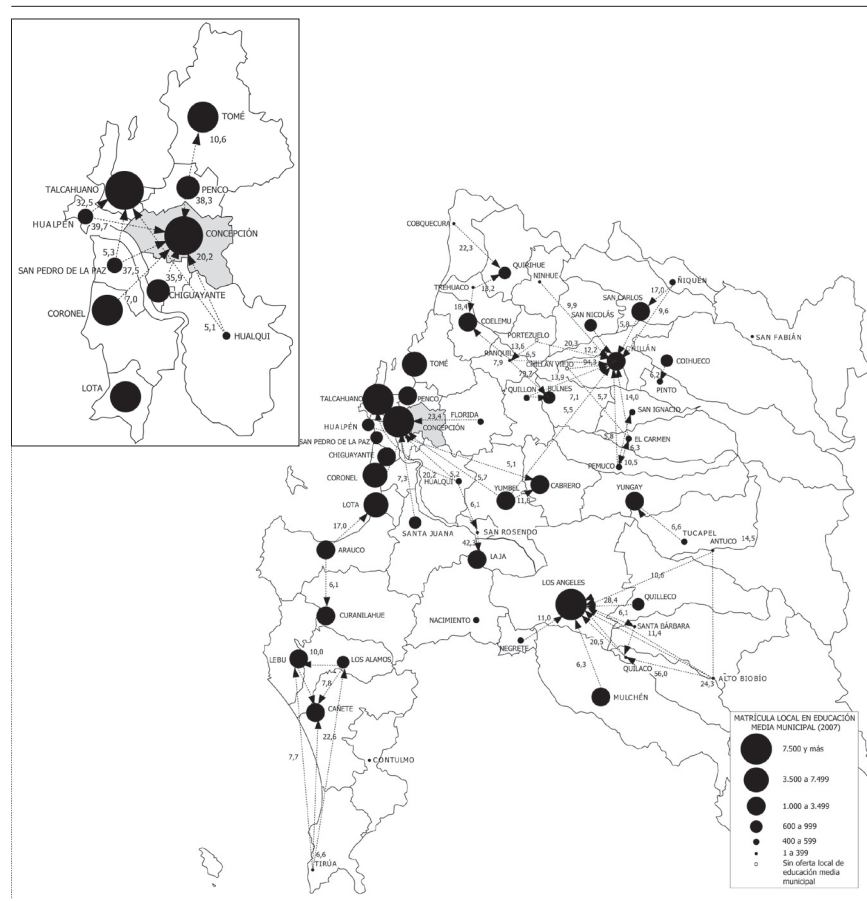 TOMÉ
10,6
TALCAHUANO
PENCO
32,5
38,3
HUALPÉN
39,7
CONCEPCIÓN
5,3
20,2
SAN PEDRO DE LA PAZ
37,5
35,9
CHIGUAYANTE
7,0
CORONEL
5,1
HUALQUI
LOTA
COBQUECURA
22,3
QUIRIHUE
NINHUE
ÑIQUÉN
TREHUACO
13,2
17,0
SAN CARLOS
9,9
9,6
18,4
COELEMU
SAN NICOLÁS
5,8
PORTEZUELO
SAN FABIÁN
20,3
13,6
12,2
CHILLÁN
RANQUIL
6,5
7,9
CHILLÁN VIEJO
94,3
COIHUECO
TOMÉ
79,7
13,9
6,2
PINTO
TALCAHUANO
PENCO
QUILLON
BULNES
7,1
5,7
14,0
5,5
SAN IGNACIO
HUALPÉN
23,4
FLORIDA
CONCEPCIÓN
SAN PEDRO DE LA PAZ
5,8
EL CARMEN
6,3
CHIGUAYANTE
5,1
PEMUCO
10,5
CORONEL
7,3
20,2
5,2
HUALQUI
5,7
YUMBEL
11,6
CABRERO
YUNGAY
LOTA
6,1
17,0
SANTA JUANA
SAN ROSENDO
6,6
TUCAPEL
14,5
42,3
ANTUCO
ARAUCO
LAJA
10,6
6,1
LOS ANGELES
28,4
QUILLECO
CURANILAHUE
NACIMIENTO
11,0
6,1
SANTA BÁRBARA
11,4
NEGRETE
20,5
LEBU
10,0
LOS ALAMOS
QUILACO
6,3
56,0
ALTO BIOBÍO
24,3
7,8
CAÑETE
MULCHÉN
22,6
7,7
CONTULMO
6,6
TIRÚA
MATRÍCULA LOCAL EN EDUCACIÓN
MEDIA MUNICIPAL (2007)
7.500 y más
3.500 a 7.499
1.000 a 3.499
600 a 999
400 a 599
1 a 399
Sin oferta local de
educación media
municipal